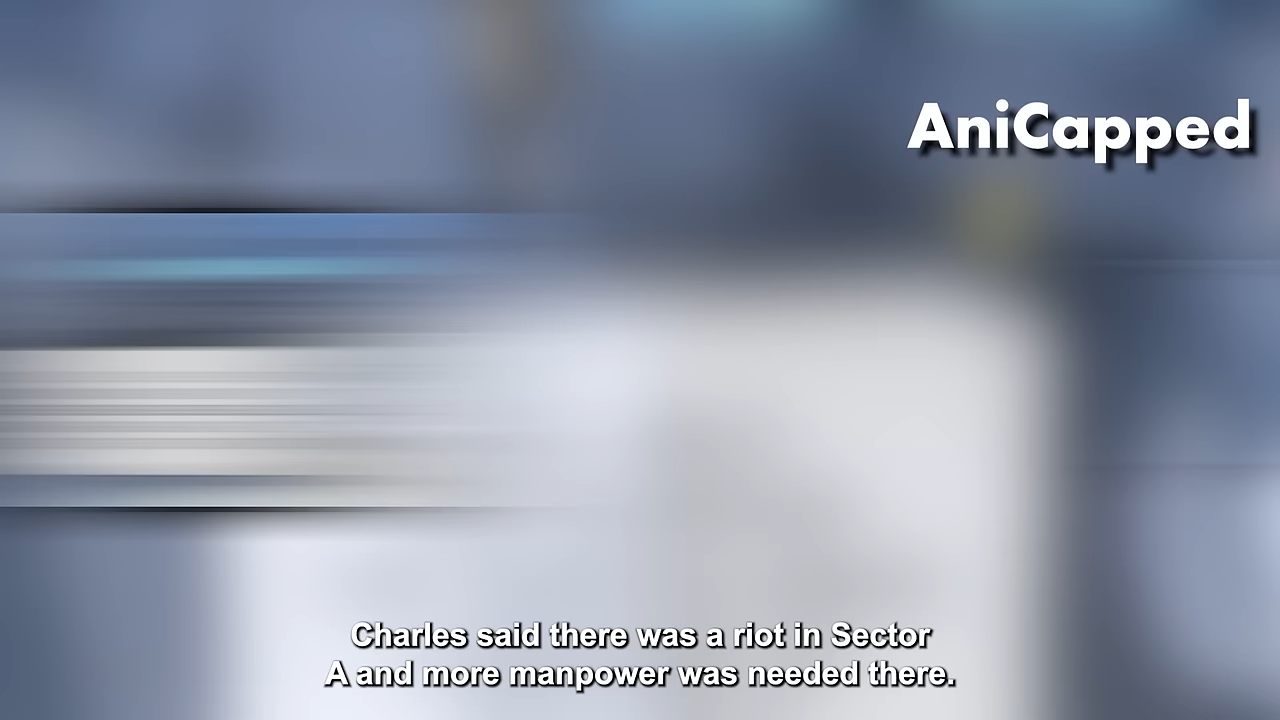 AniCapped
Charles said there was a riot in Sector
A and more manpower was needed there.